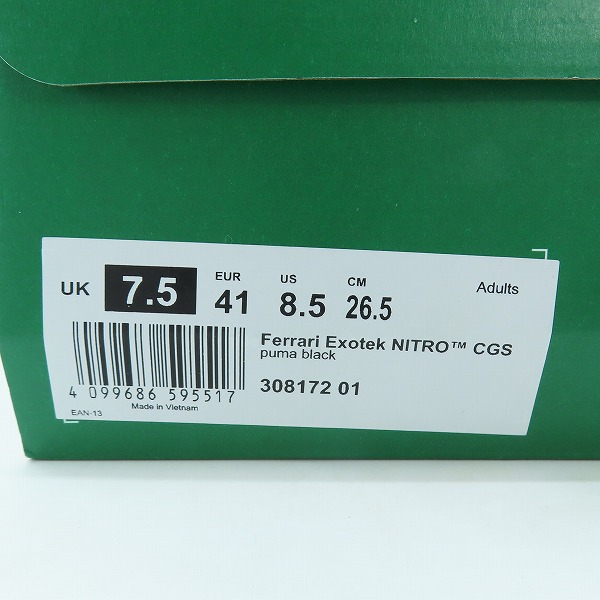 UK 7.5 EUR 41 US 8.5 CM 26.5 Adults
Ferrari Exotek NITRO™ CGS
puma black
308172 01
4 099686 595517
Made in Vietnam
EAN-13